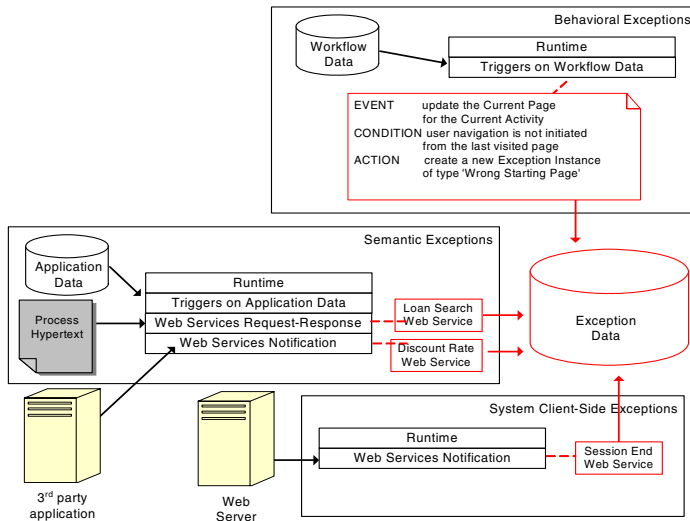 Behavioral Exceptions
Workflow
Data
Runtime
Triggers on Workflow Data
EVENT update the Current Page
for the Current Activity
CONDITION user navigation is not initiated
from the last visited page
ACTION create a new Exception Instance
of type 'Wrong Starting Page'
Semantic Exceptions
Application
Data
Runtime
Triggers on Application Data
Web Services Request-Response
Web Services Notification
Process
Hypertext
Loan Search
Web Service
Discount Rate
Web Service
Exception
Data
System Client-Side Exceptions
Runtime
Web Services Notification
Session End
Web Service
3rd party
application
Web
Server